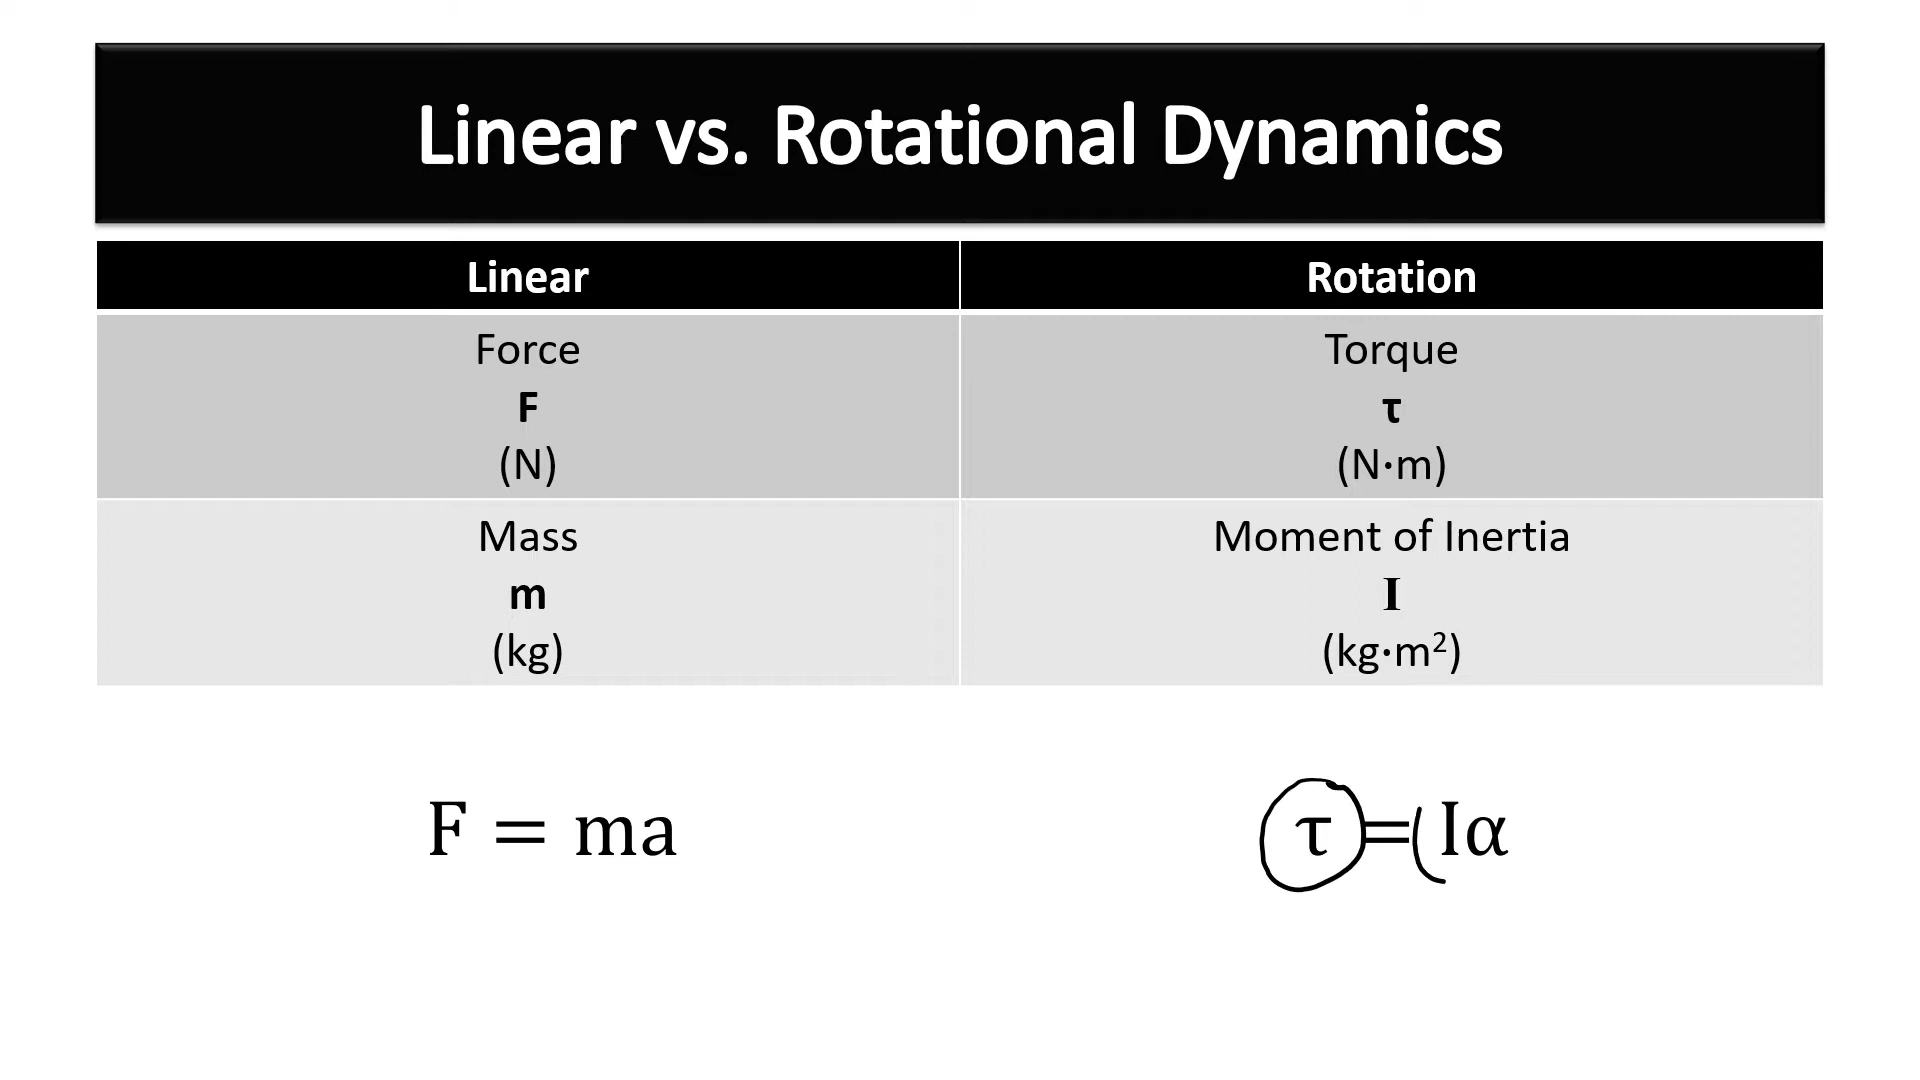 Linear vs. Rotational Dynamics
Linear Rotation
Force
F
(N)
Torque
τ
(N·m)
Mass
m
(kg)
Moment of Inertia
I
(kg·m²)
F = ma
τ = Iα